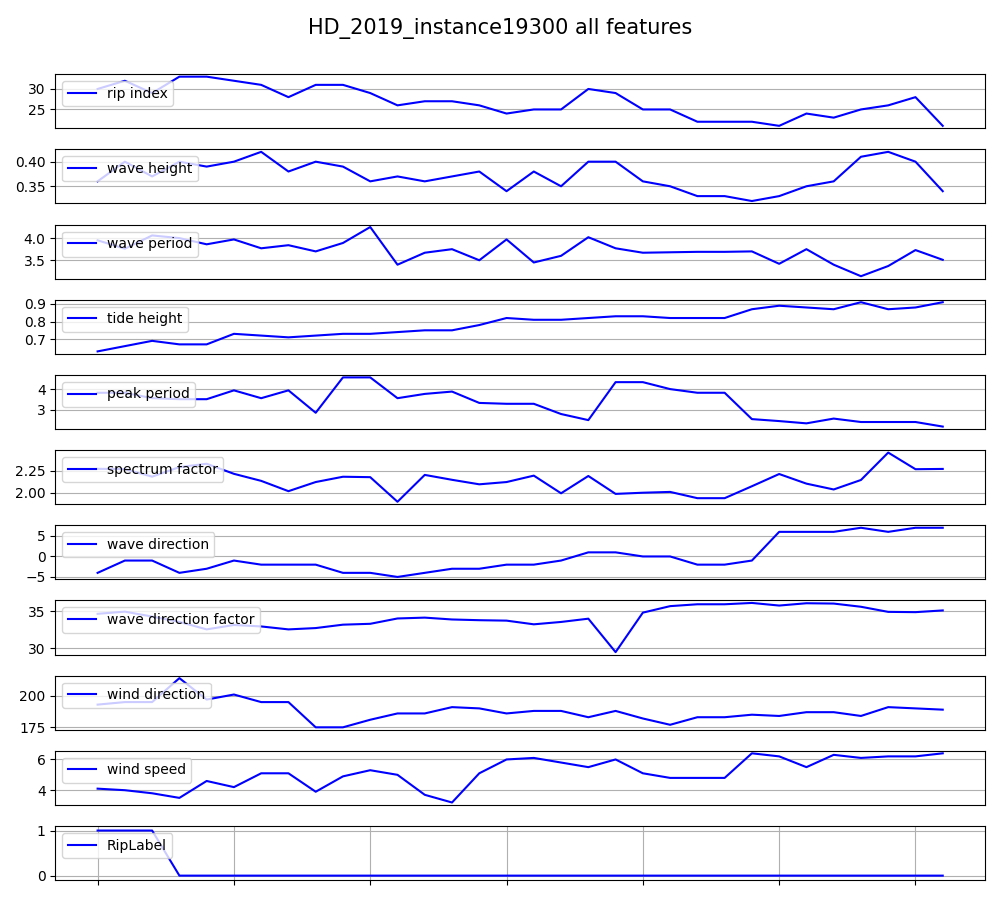 HD_2019_instance19300 all features
30
25
rip index
0.40
0.35
wave height
4.0
3.5
wave period
0.9
0.8
0.7
tide height
4
3
peak period
2.25
2.00
spectrum factor
5
0
−5
wave direction
35
30
wave direction factor
200
175
wind direction
6
4
wind speed
1
0
RipLabel